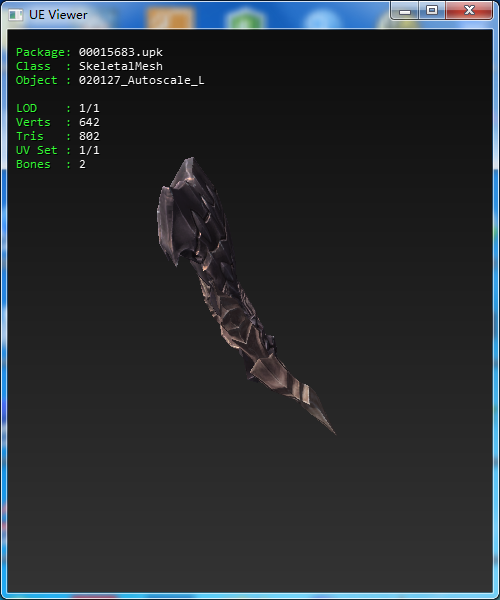 UE Viewer
Package: 00015683.upk
Class : SkeletalMesh
Object : 020127_Autoscale_L
LOD : 1/1
Verts : 642
Tris : 802
UV Set : 1/1
Bones : 2